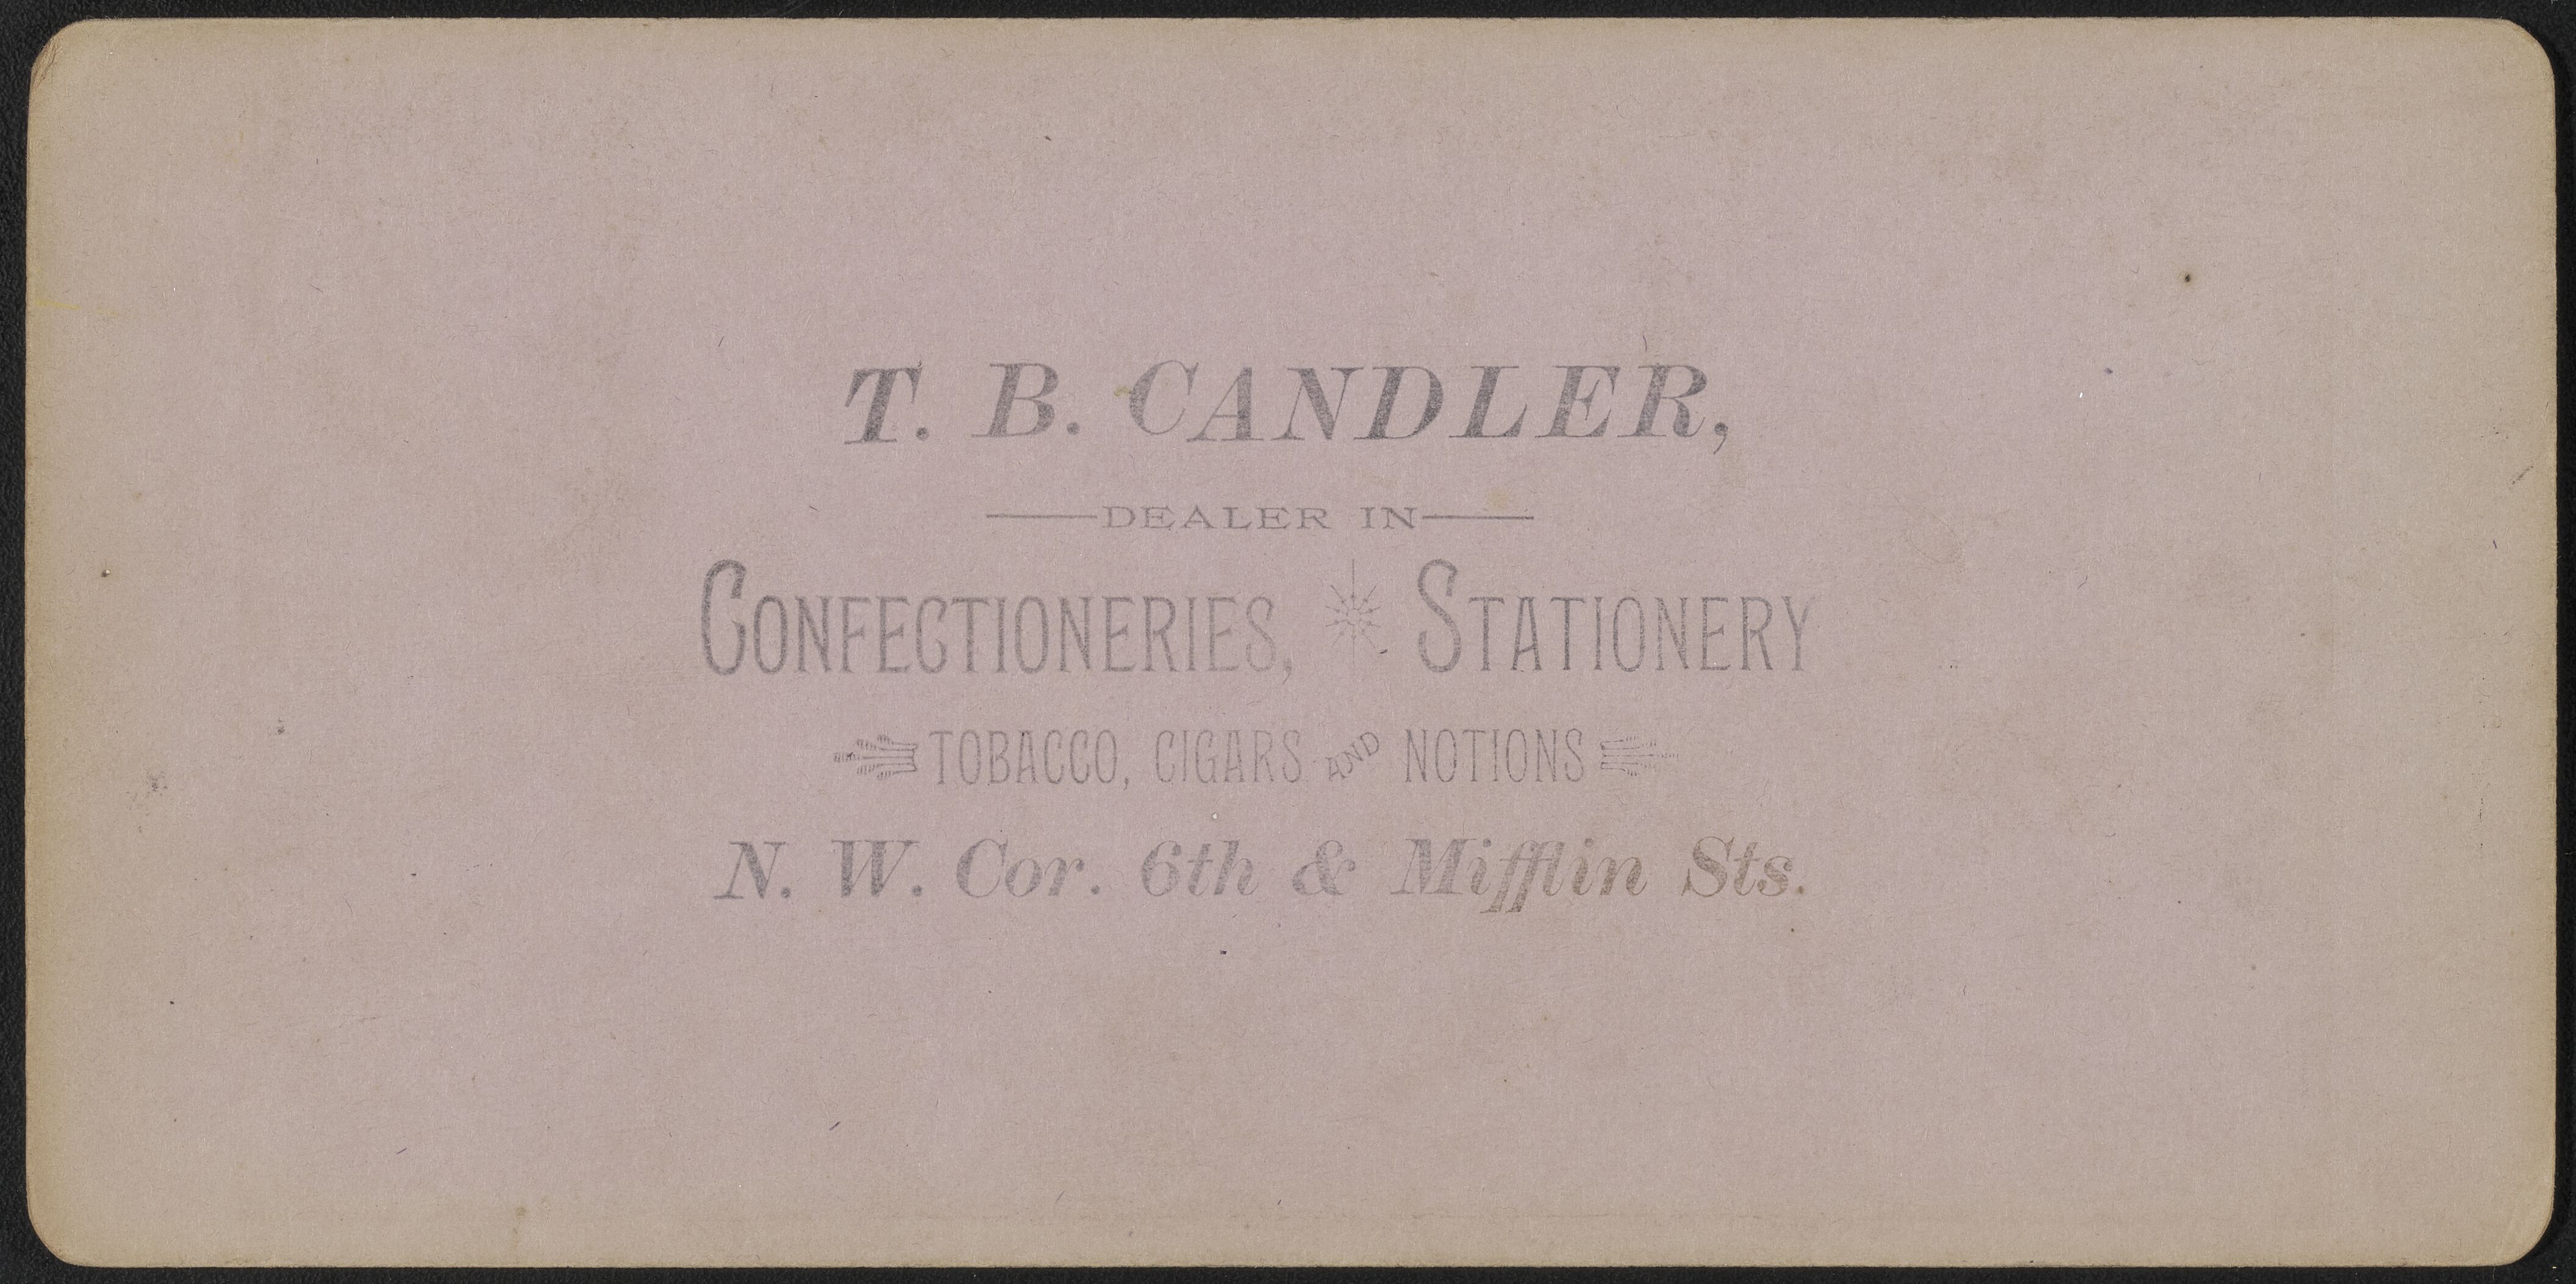 T. B. CANDLER,
DEALER IN
CONFECTIONERIES, STATIONERY
TOBACCO, CIGARS AND NOTIONS
N. W. Cor. 6th & Mifflin Sts.